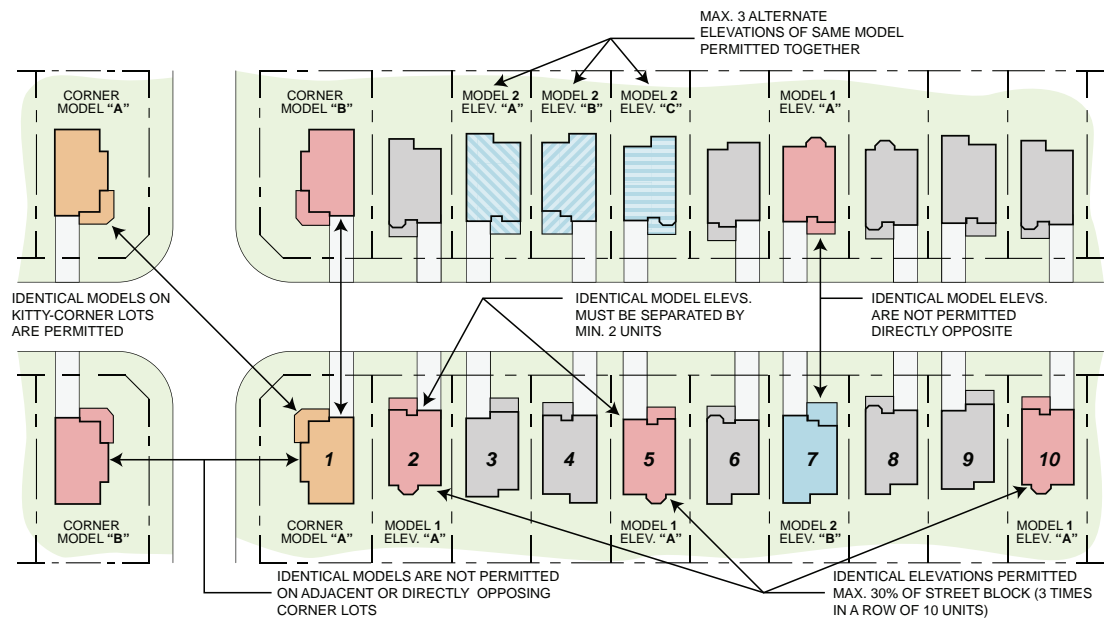 MAX. 3 ALTERNATE
ELEVATIONS OF SAME MODEL
PERMITTED TOGETHER
CORNER
MODEL "A"
CORNER
MODEL "B"
MODEL 2
ELEV. "A"
MODEL 2
ELEV. "B"
MODEL 2
ELEV. "C"
MODEL 1
ELEV. "A"
IDENTICAL MODELS ON
KITTY-CORNER LOTS
ARE PERMITTED
IDENTICAL MODEL ELEVS.
MUST BE SEPARATED BY
MIN. 2 UNITS
IDENTICAL MODEL ELEVS.
ARE NOT PERMITTED
DIRECTLY OPPOSITE
1
2
3
4
5
6
7
8
9
10
CORNER
MODEL "B"
CORNER
MODEL "A"
MODEL 1
ELEV. "A"
MODEL 1
ELEV. "A"
MODEL 2
ELEV. "B"
MODEL 1
ELEV. "A"
IDENTICAL MODELS ARE NOT PERMITTED
ON ADJACENT OR DIRECTLY OPPOSING
CORNER LOTS
IDENTICAL ELEVATIONS PERMITTED
MAX. 30% OF STREET BLOCK (3 TIMES
IN A ROW OF 10 UNITS)